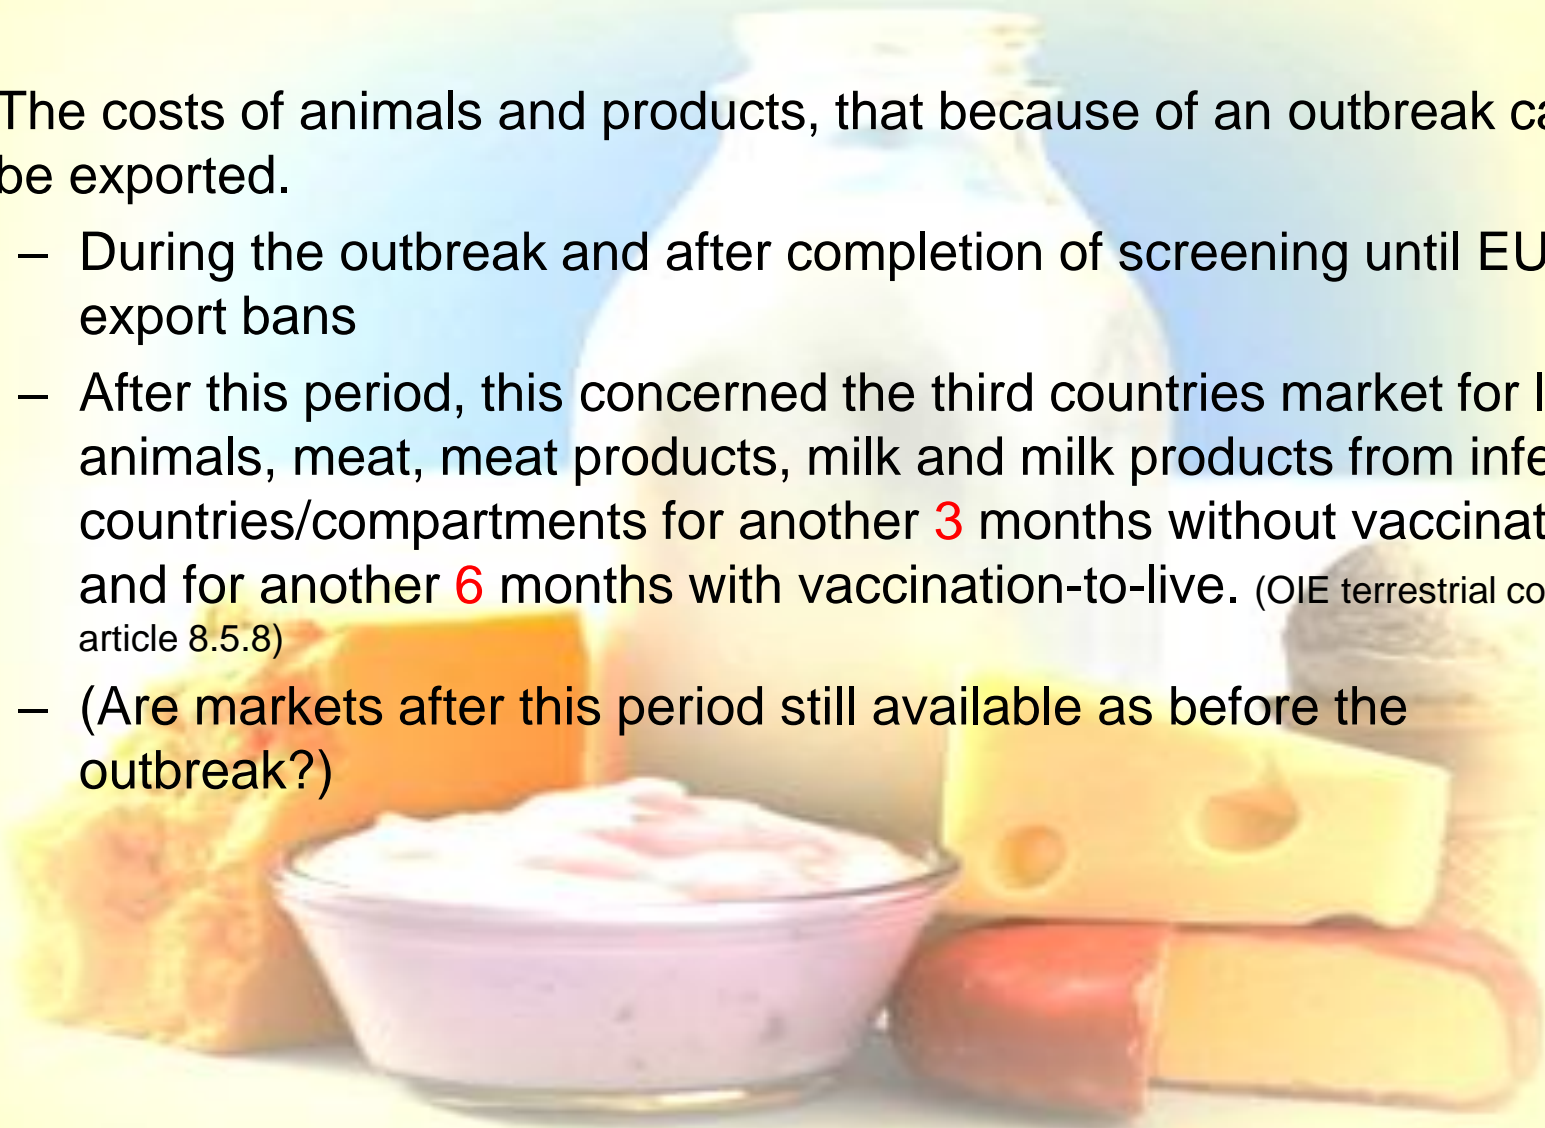 The costs of animals and products, that because of an outbreak
be exported.
– During the outbreak and after completion of screening until EU
export bans
– After this period, this concerned the third countries market for
animals, meat, meat products, milk and milk products from
countries/compartments for another 3 months without
and for another 6 months with vaccination-to-live. (OIE terrestrial
article 8.5.8)
– (Are markets after this period still available as before the
outbreak?)